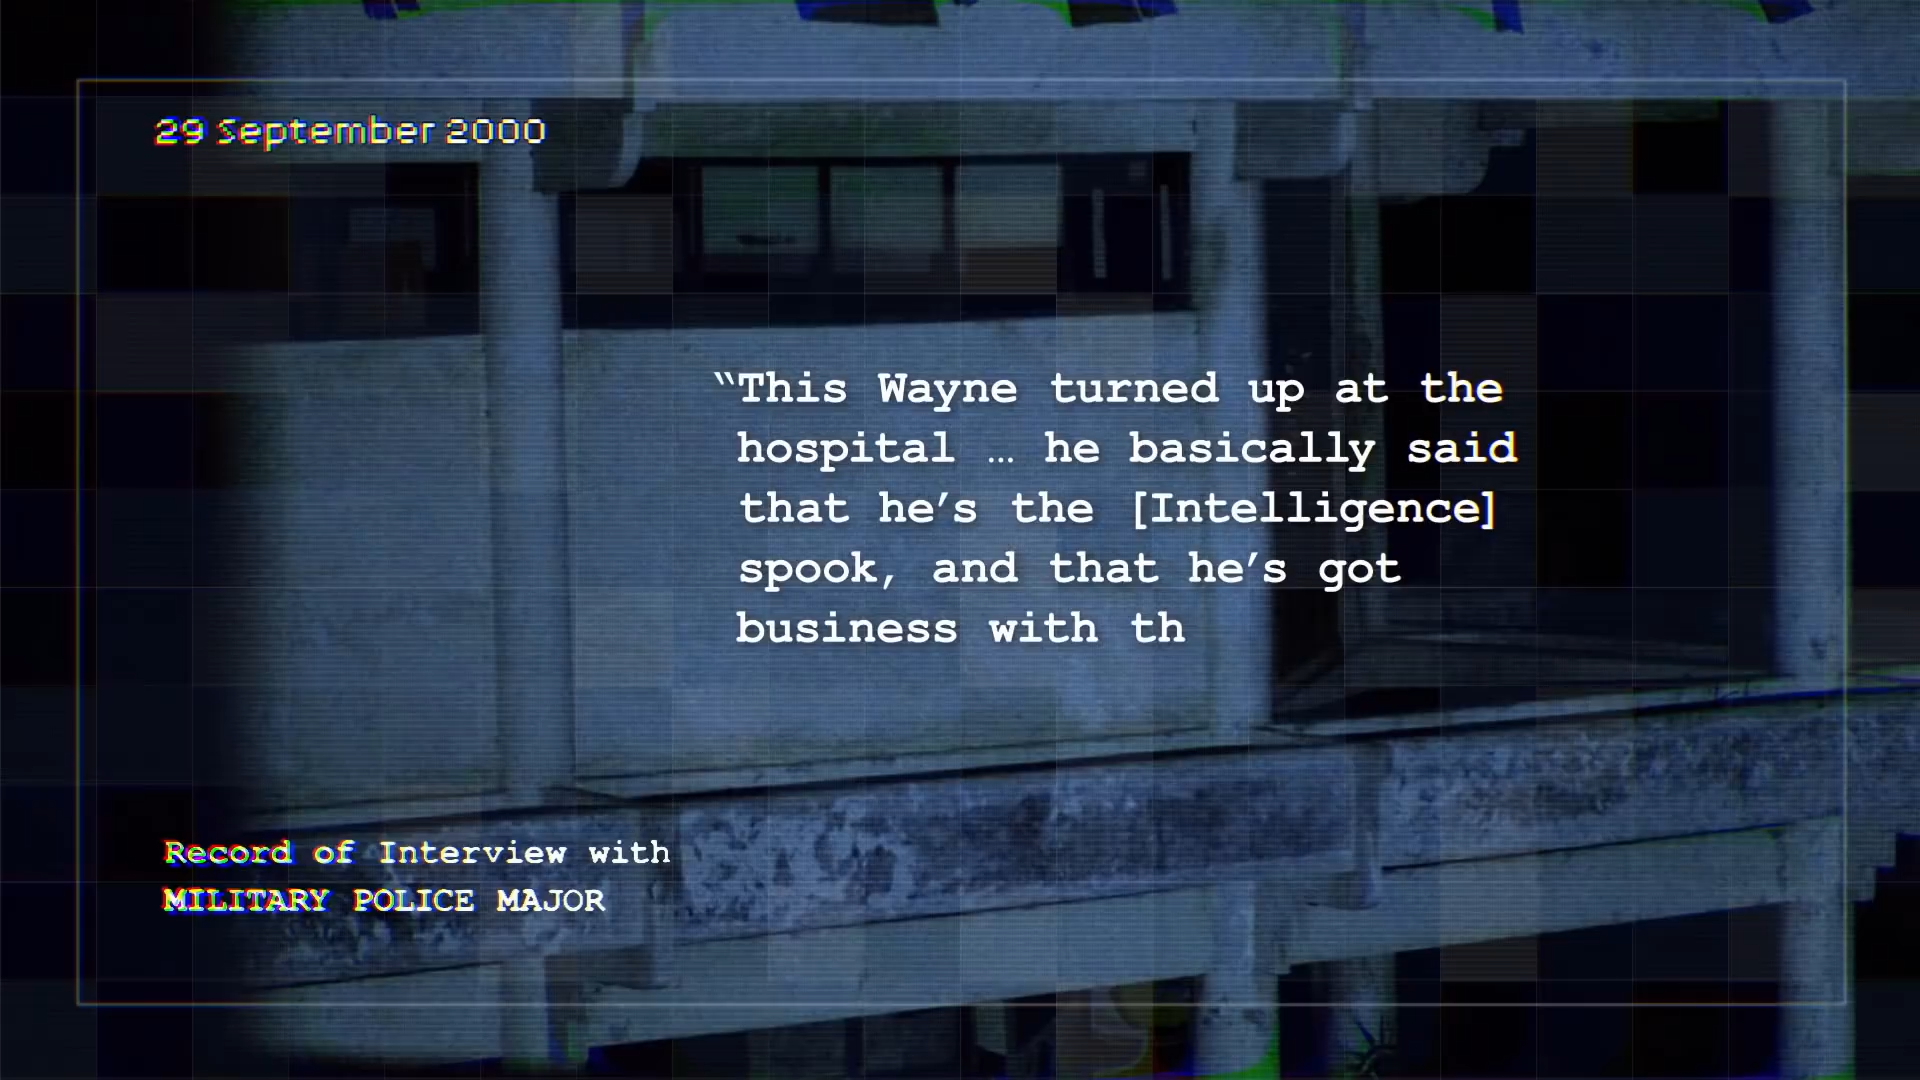 29 September 2000
“This Wayne turned up at the
hospital … he basically said
that he’s the [Intelligence]
spook, and that he’s got
business with th
Record of Interview with
MILITARY POLICE MAJOR